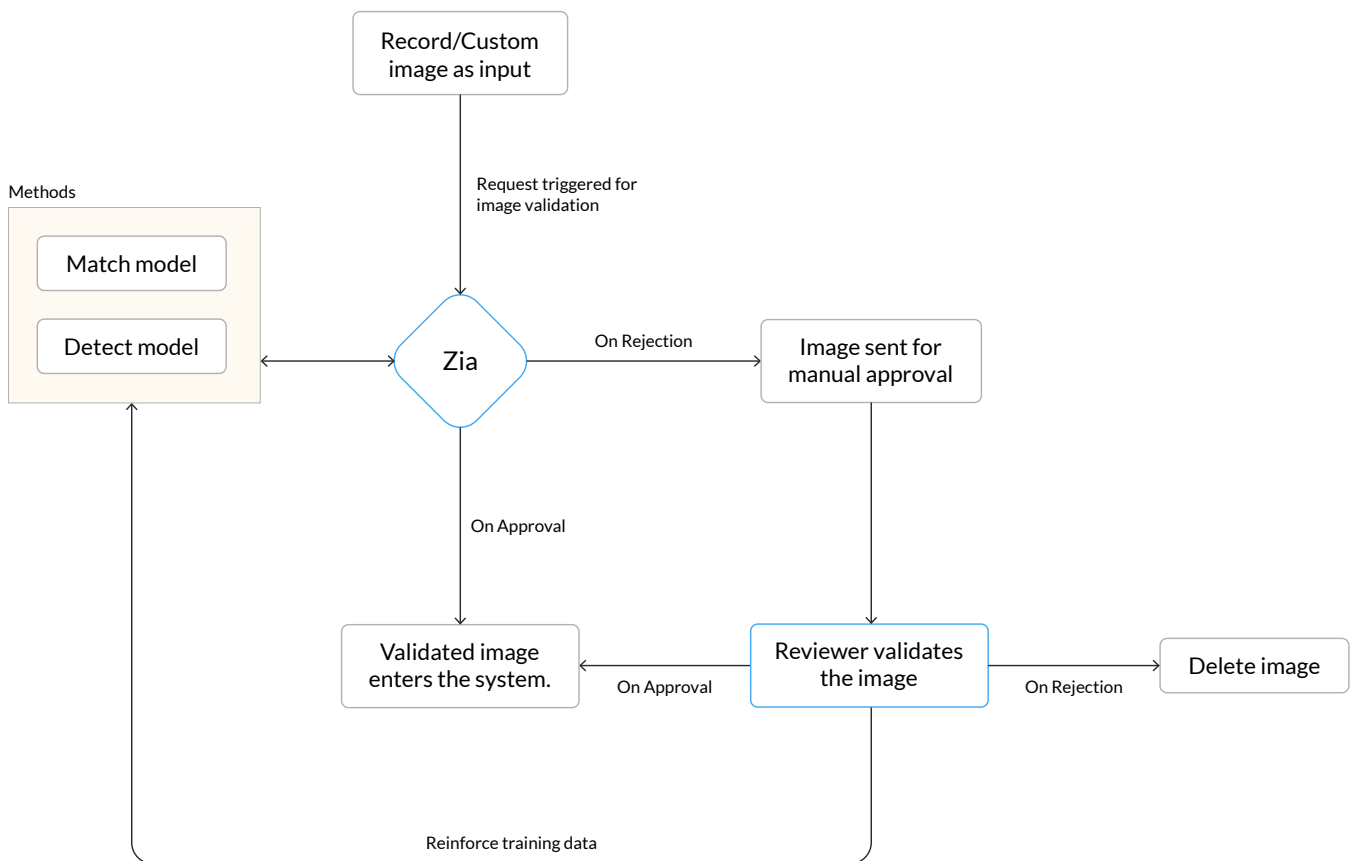 Record/Custom
image as input
Request triggered for
image validation
Methods
Match model
Detect model
Zia
On Rejection
Image sent for
manual approval
On Approval
Validated image
enters the system.
On Approval
Reviewer validates
the image
On Rejection
Delete image
Reinforce training data